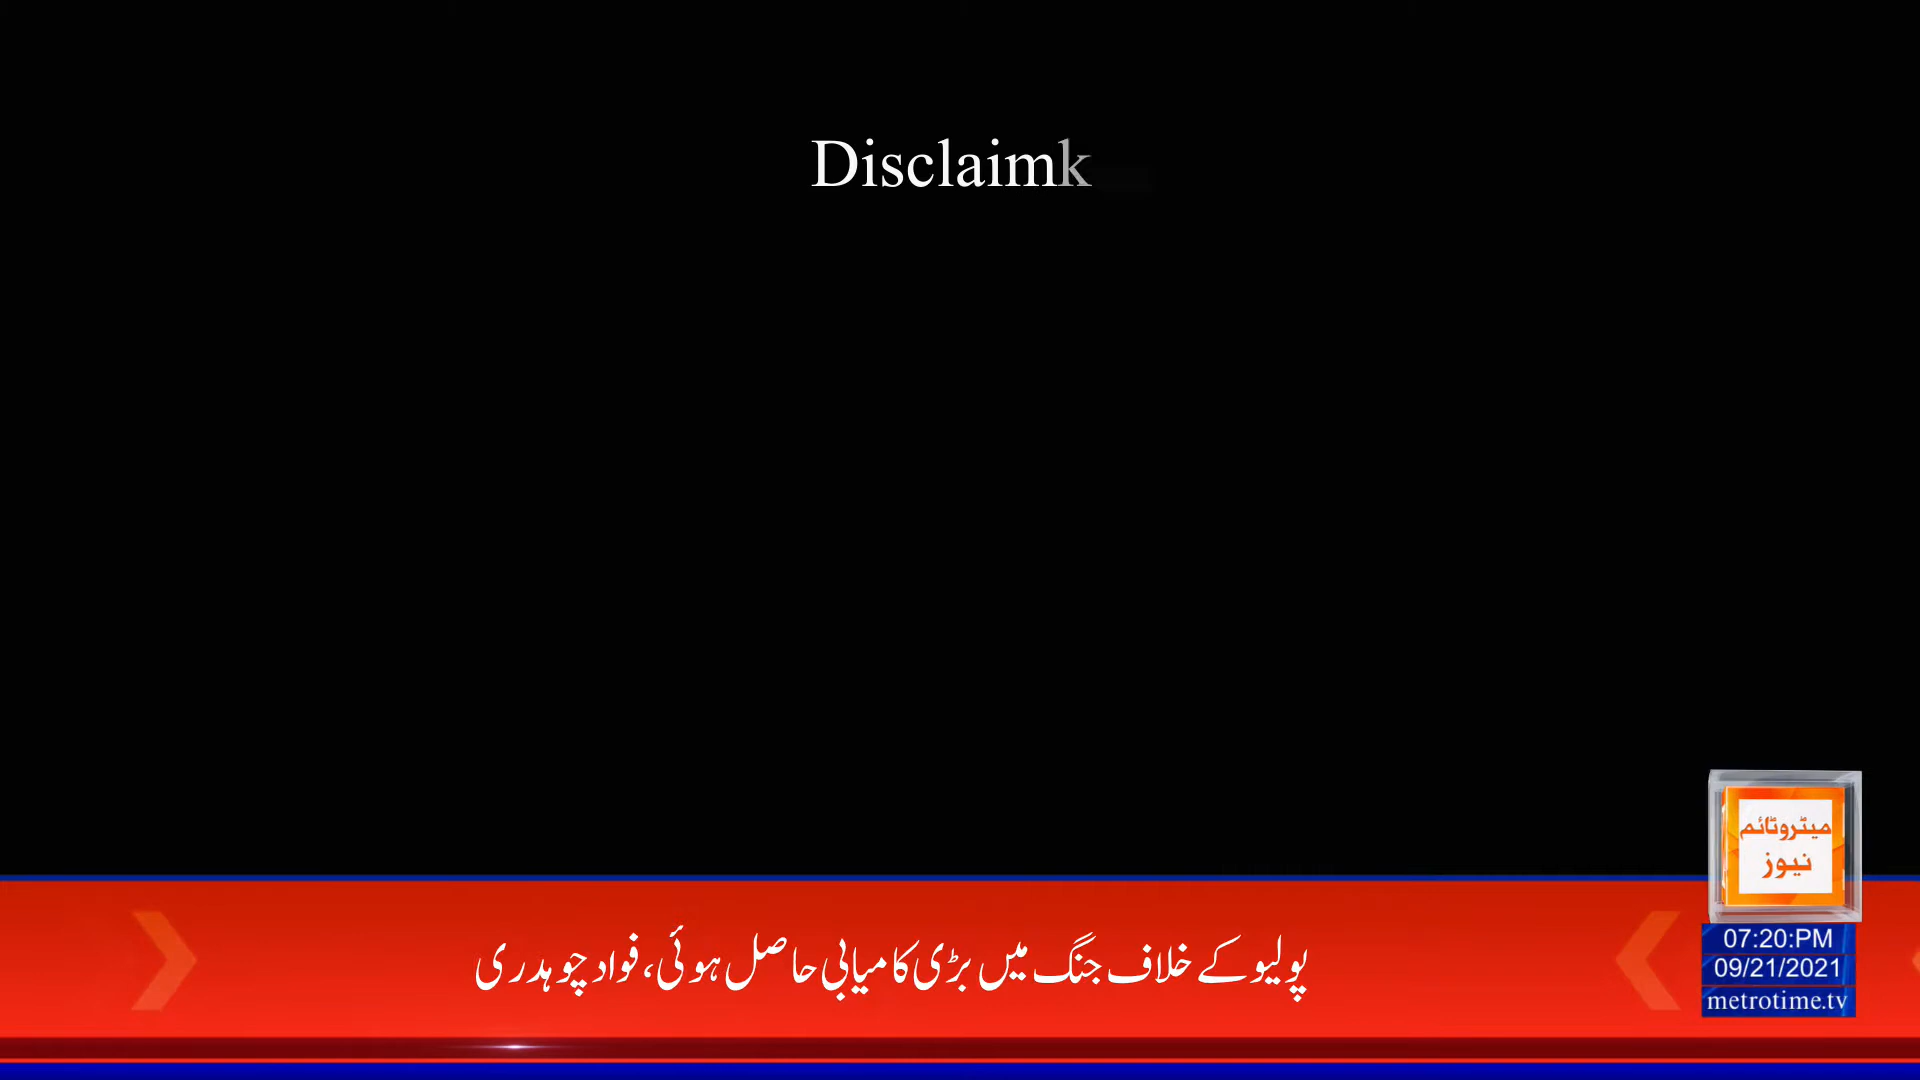 Disclaimk
میٹروٹائم
نیوز
پولیو کے خلاف جنگ میں بڑی کامیابی حاصل ہوئی، فواد چوہدری
07:20:PM
09/21/2021
metrotime.tv